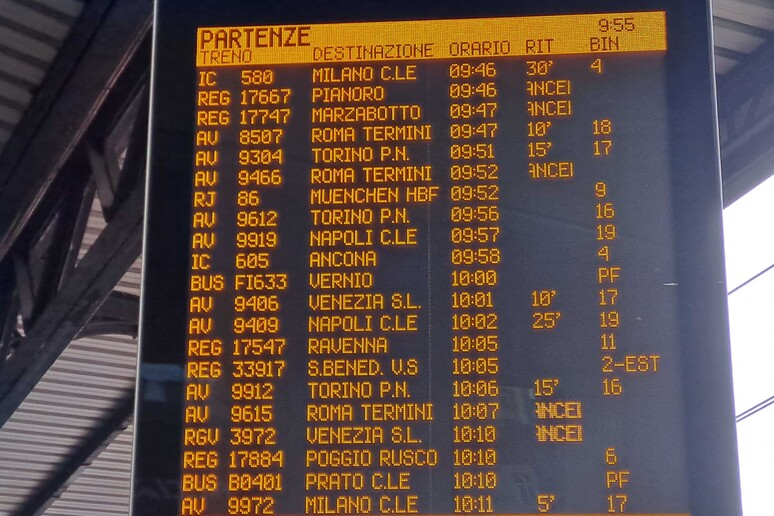 PARTENZE 9:55
TRENO DESTINAZIONE ORARIO RIT BIN
IC 580 MILANO C.LE 09:46 30' 4
REG 17667 PIANORO 09:46 ANCEL
REG 17747 MARZABOTTO 09:47 ANCEL
AV 8507 ROMA TERMINI 09:47 10' 18
AV 9304 TORINO P.N. 09:51 15' 17
AV 9466 ROMA TERMINI 09:52 ANCEL
RJ 86 MUENCHEN HBF 09:52 9
AV 9612 TORINO P.N. 09:56 16
AV 9919 NAPOLI C.LE 09:57 19
IC 605 ANCONA 09:58 4
BUS FI633 VERNIO 10:00 PF
AV 9406 VENEZIA S.L. 10:01 10' 17
AV 9409 NAPOLI C.LE 10:02 25' 19
REG 17547 RAVENNA 10:05 11
REG 33917 S.BENED. V.S 10:05 2-EST
AV 9912 TORINO P.N. 10:06 15' 16
AV 9615 ROMA TERMINI 10:07 ANCEL
RGV 3972 VENEZIA S.L. 10:10 ANCEL
REG 17884 POGGIO RUSCO 10:10 6
BUS B0401 PRATO C.LE 10:10 PF
AV 9972 MILANO C.LE 10:11 5' 17